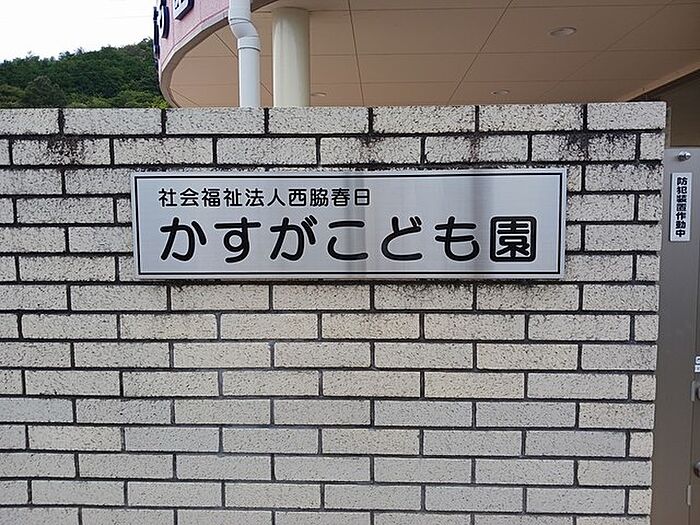 社会福祉法人西脇春日
かすがこども園
防犯装置作動中